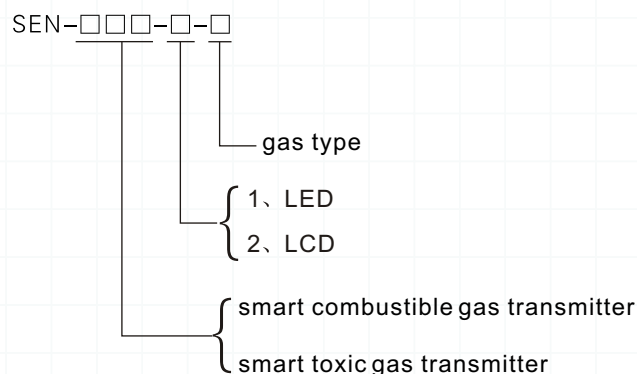 SEN-□□□-□-□
gas type
1、LED
2、LCD
smart combustible gas transmitter
smart toxic gas transmitter